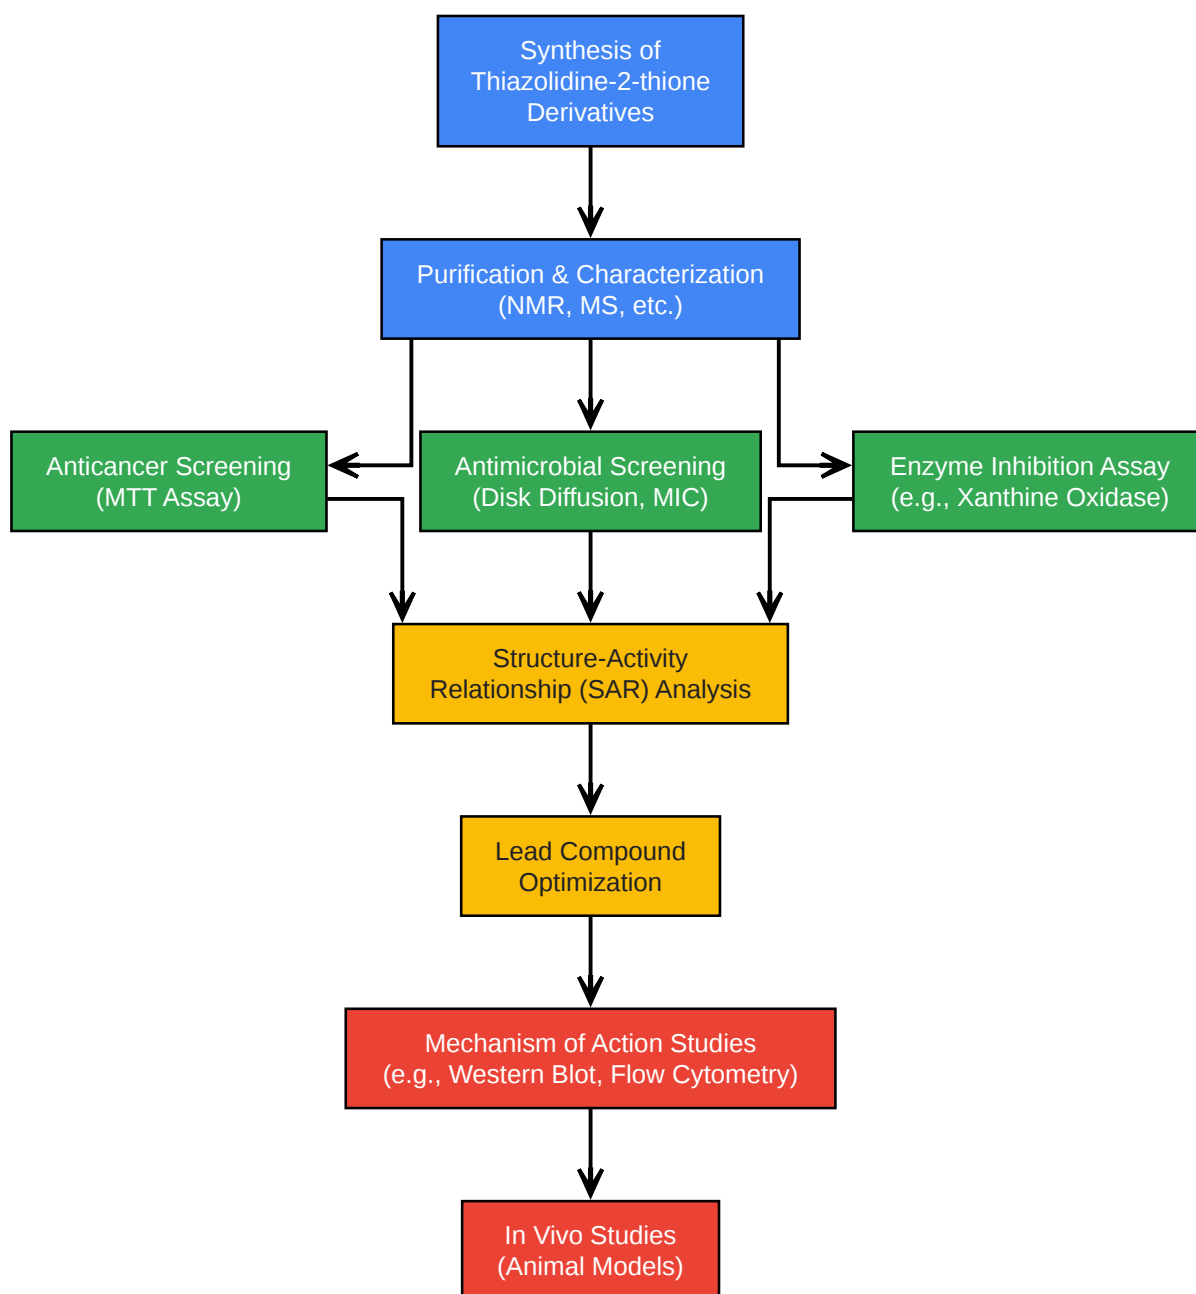 Synthesis of
Thiazolidine-2-thione
Derivatives
Purification & Characterization
(NMR, MS, etc.)
Anticancer Screening
(MTT Assay)
Antimicrobial Screening
(Disk Diffusion, MIC)
Enzyme Inhibition Assay
(e.g., Xanthine Oxidase)
Structure-Activity
Relationship (SAR) Analysis
Lead Compound
Optimization
Mechanism of Action Studies
(e.g., Western Blot, Flow Cytometry)
In Vivo Studies
(Animal Models)